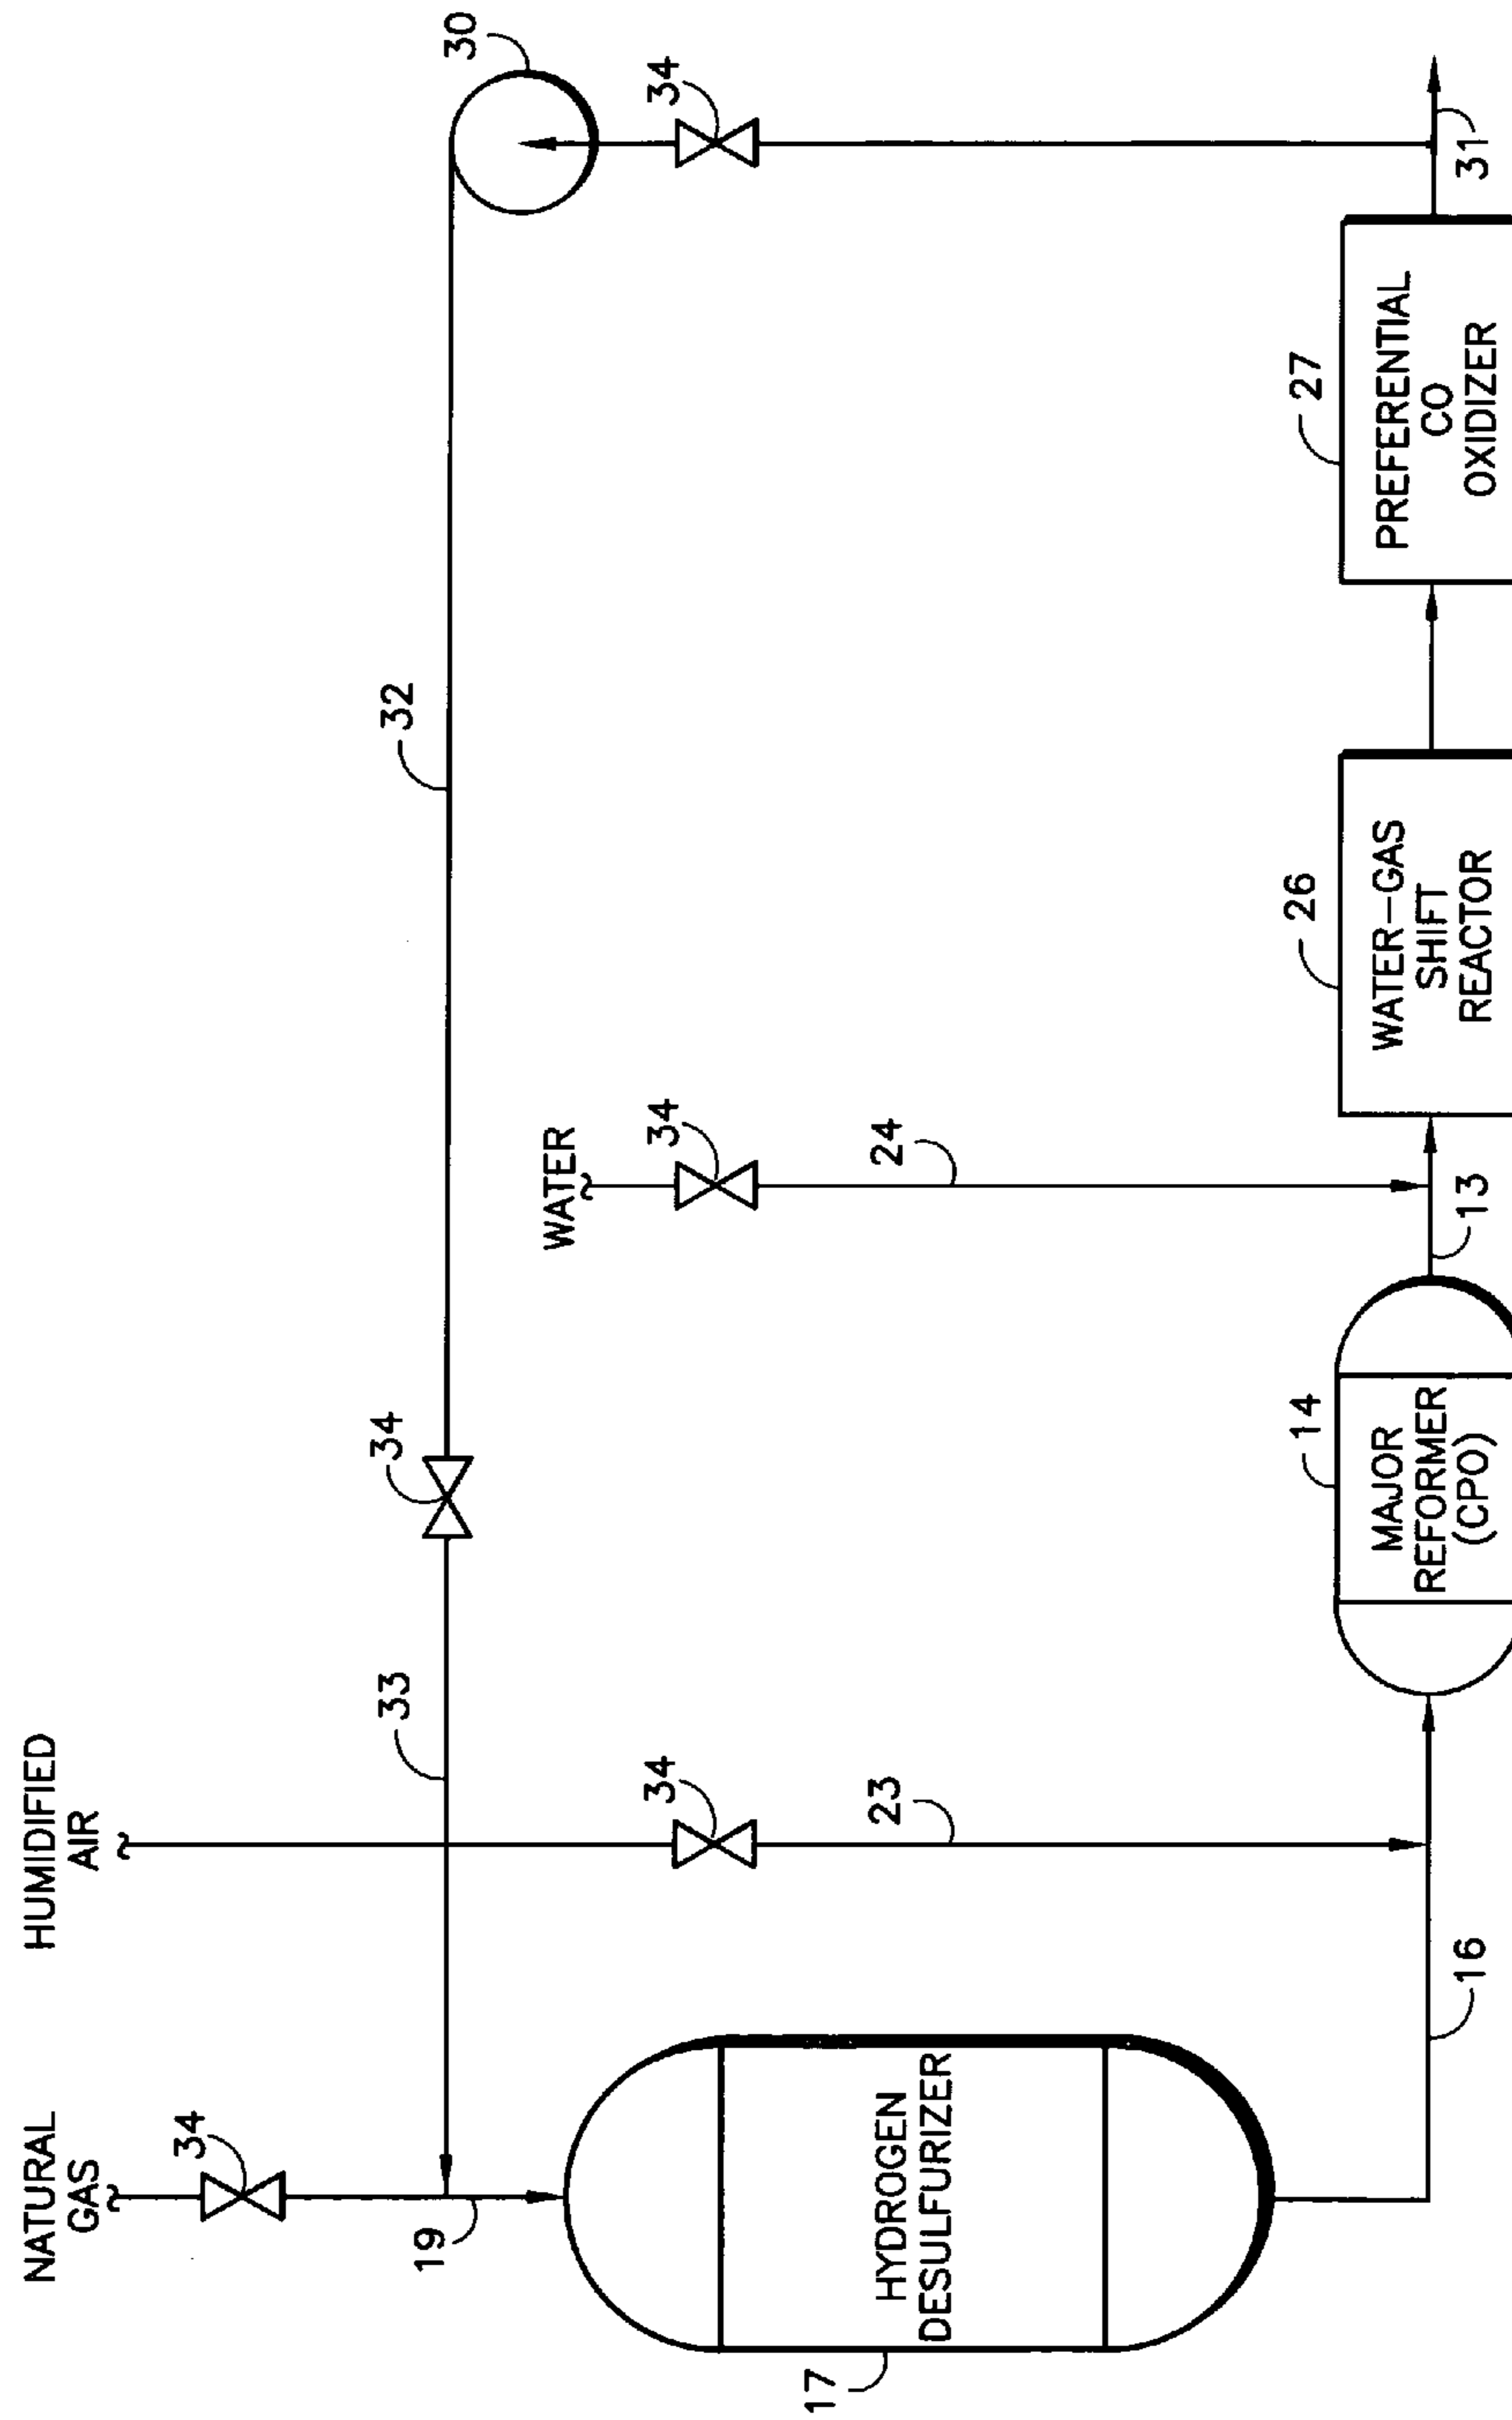 NATURAL
GAS
HUMIDIFIED
AIR
34
19
33
34
32
30
WATER
34
34
34
17
HYDROGEN
DESULFURIZER
23
24
16
14
MAJOR
REFORMER
(CPO)
13
26
WATER-GAS
SHIFT
REACTOR
27
PREFERENTIAL
CO
OXIDIZER
31